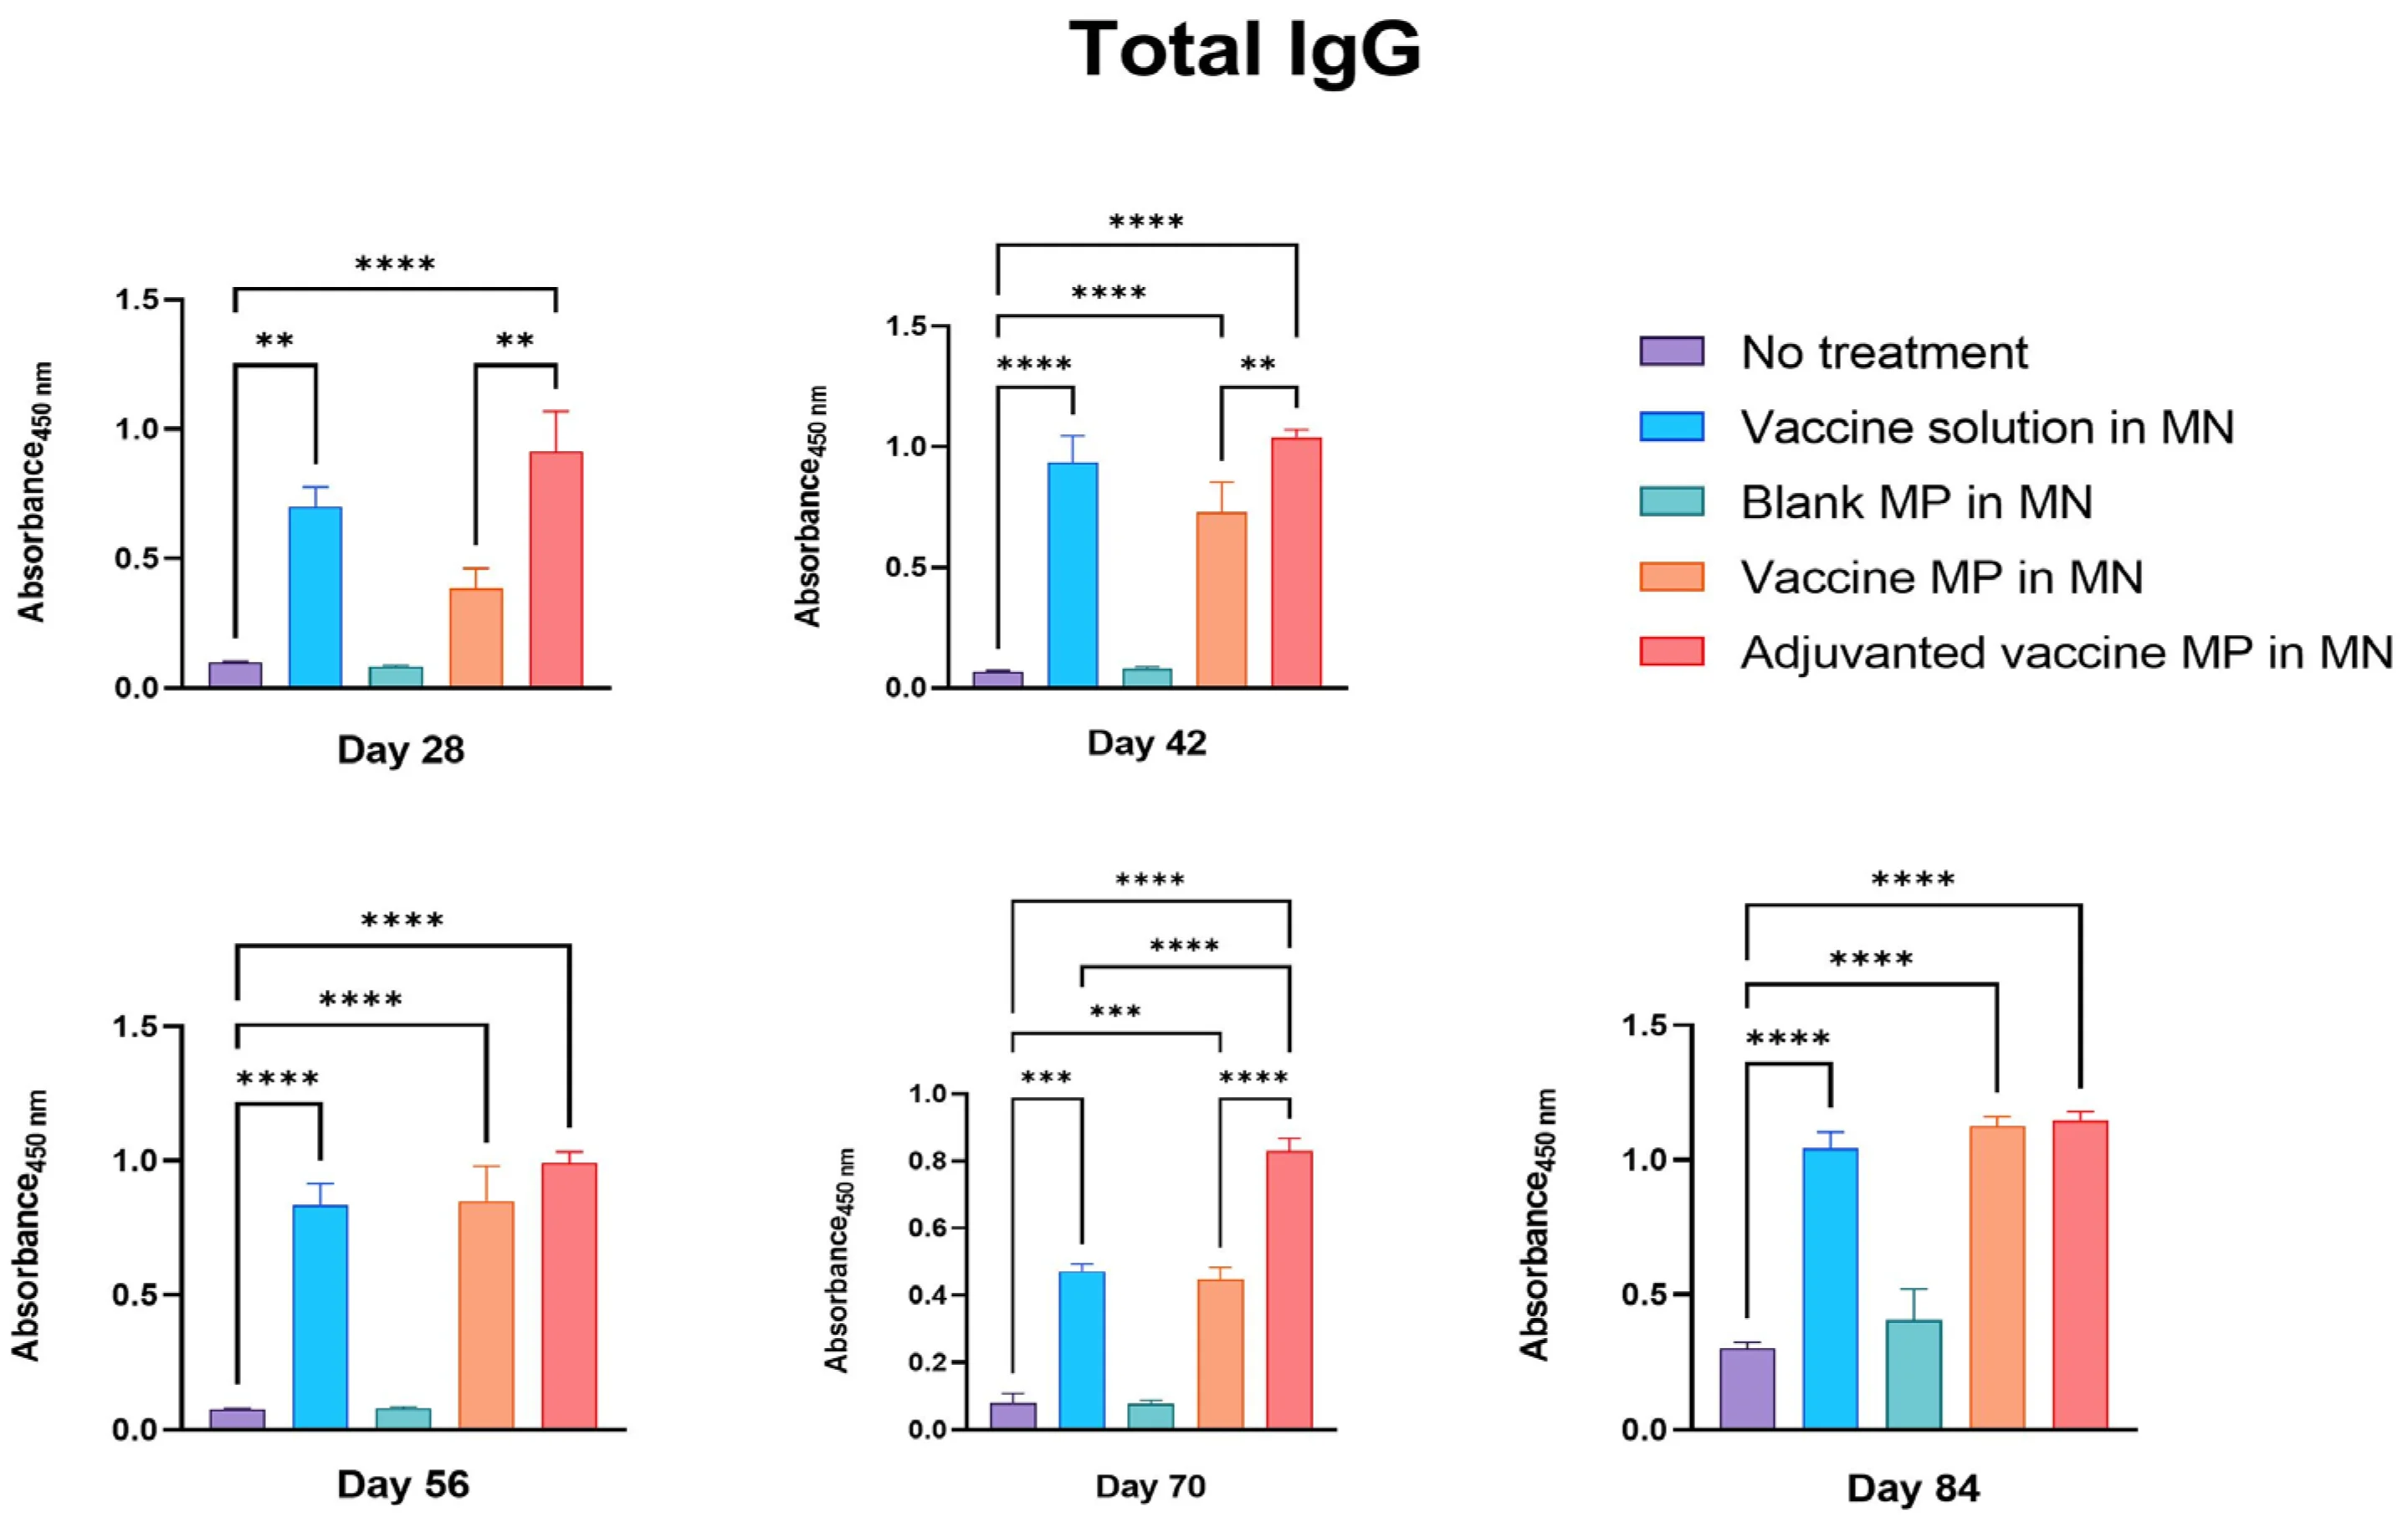 Total IgG
****
**
**
1.5
1.0
0.5
0.0
Absorbance450 nm
Day 28
****
****
****
**
1.5
1.0
0.5
0.0
Absorbance450 nm
Day 42
No treatment
Vaccine solution in MN
Blank MP in MN
Vaccine MP in MN
Adjuvanted vaccine MP in MN
****
****
****
1.5
1.0
0.5
0.0
Absorbance450 nm
Day 56
****
****
***
***
****
1.0
0.8
0.6
0.4
0.2
0.0
Absorbance450 nm
Day 70
****
****
****
1.5
1.0
0.5
0.0
Absorbance450 nm
Day 84